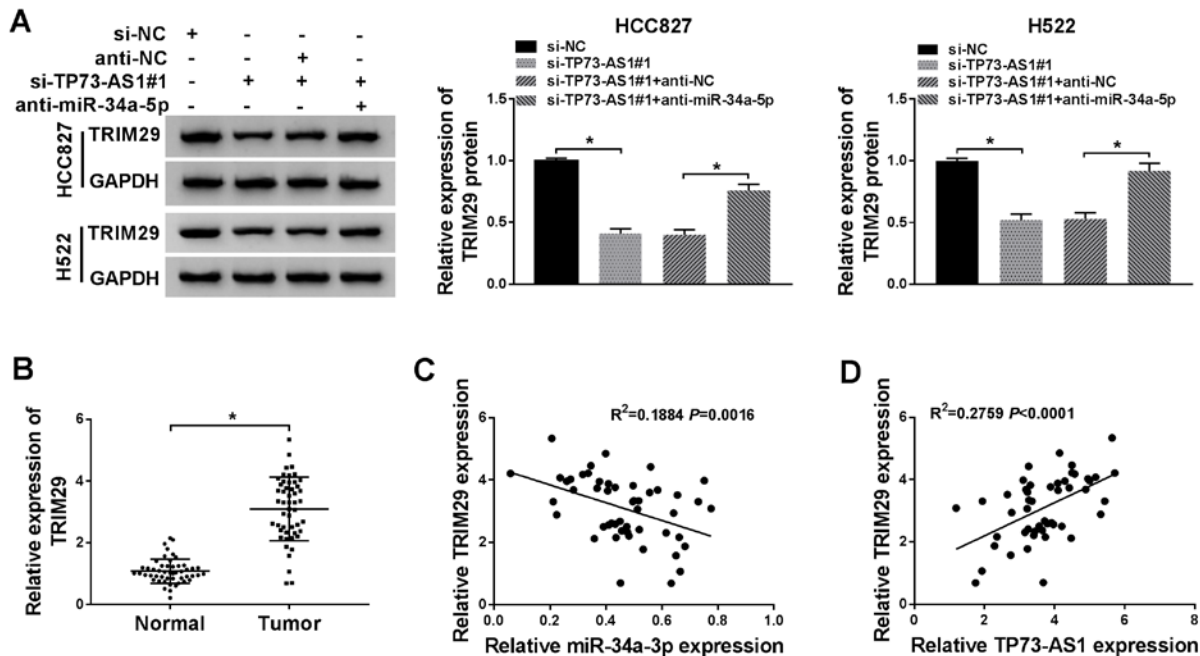 A
si-NC + - - -
anti-NC - - + -
si-TP73-AS1#1 - + + +
anti-miR-34a-5p - - - +
HCC827
TRIM29
GAPDH
H522
TRIM29
GAPDH
HCC827
si-NC
si-TP73-AS1#1
si-TP73-AS1#1+anti-NC
si-TP73-AS1#1+anti-miR-34a-5p
Relative expression of
TRIM29 protein
1.5
1.0
0.5
0.0
*
*
H522
si-NC
si-TP73-AS1#1
si-TP73-AS1#1+anti-NC
si-TP73-AS1#1+anti-miR-34a-5p
Relative expression of
TRIM29 protein
1.5
1.0
0.5
0.0
*
*
B
Relative expression of
TRIM29
6
4
2
0
*
Normal Tumor
C
R²=0.1884 P=0.0016
Relative TRIM29 expression
6
4
2
0
0.0 0.2 0.4 0.6 0.8 1.0
Relative miR-34a-3p expression
D
R²=0.2759 P<0.0001
Relative TRIM29 expression
6
4
2
0
0 2 4 6 8
Relative TP73-AS1 expression